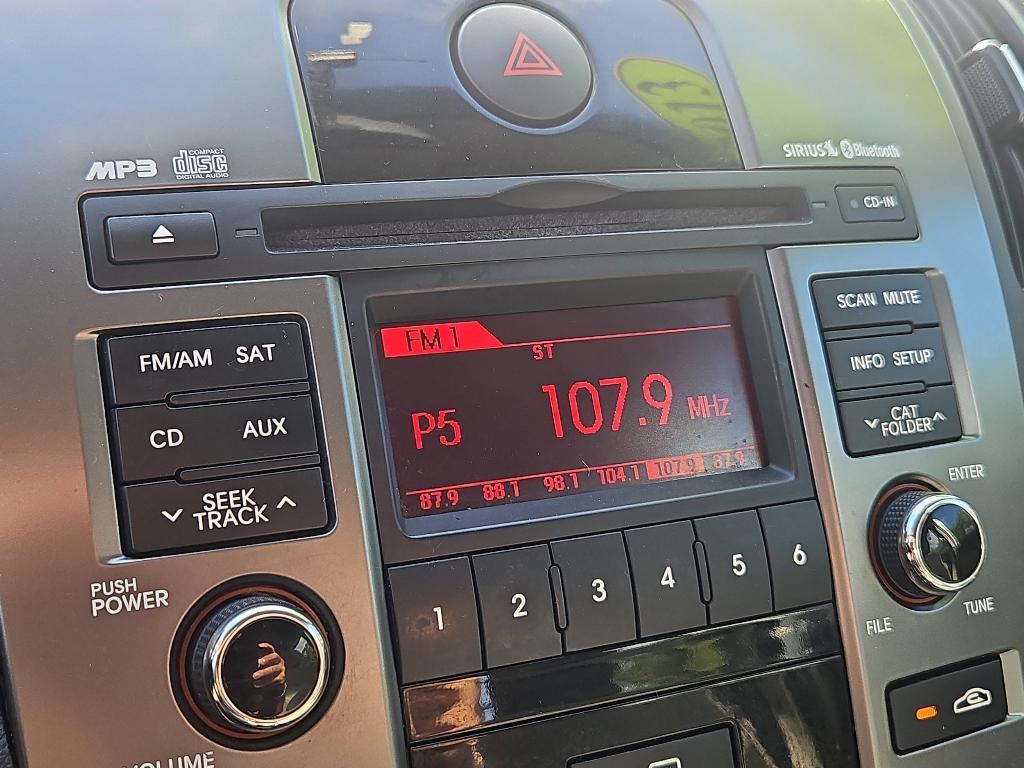 2013
MP3 COMPACT disc DIGITAL AUDIO
SIRIUS Bluetooth
CD-IN
FM/AM SAT
CD AUX
SEEK
TRACK
PUSH
POWER
VOLUME
FM 1
ST
P5 107.9 MHz
87.9 88.1 98.1 104.1 107.9 87.9
1 2 3 4 5 6
SCAN MUTE
INFO SETUP
CAT
FOLDER
ENTER
TUNE
FILE